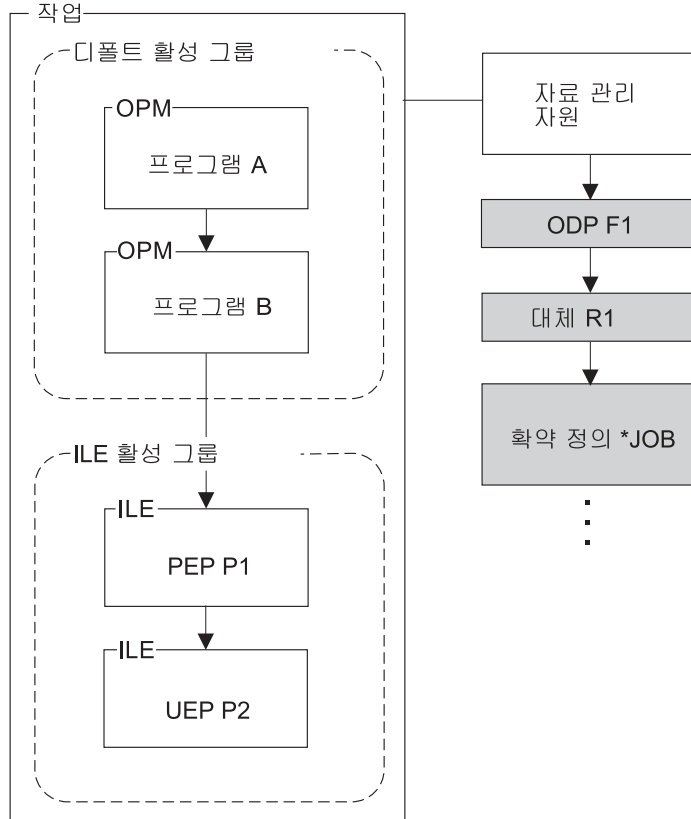 작업
디폴트 활성 그룹
OPM
프로그램 A
OPM
프로그램 B
ILE 활성 그룹
ILE
PEP P1
ILE
UEP P2
자료 관리
자원
ODP F1
대체 R1
확약 정의 *JOB